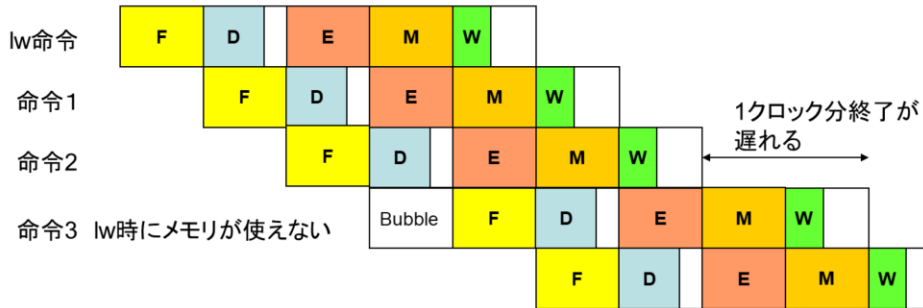 lw命令 F D E M W
命令1 F D E M W
1クロック分終了が
遅れる
命令2 F D E M W
命令3 lw時にメモリが使えない Bubble F D E M W
F D E M W